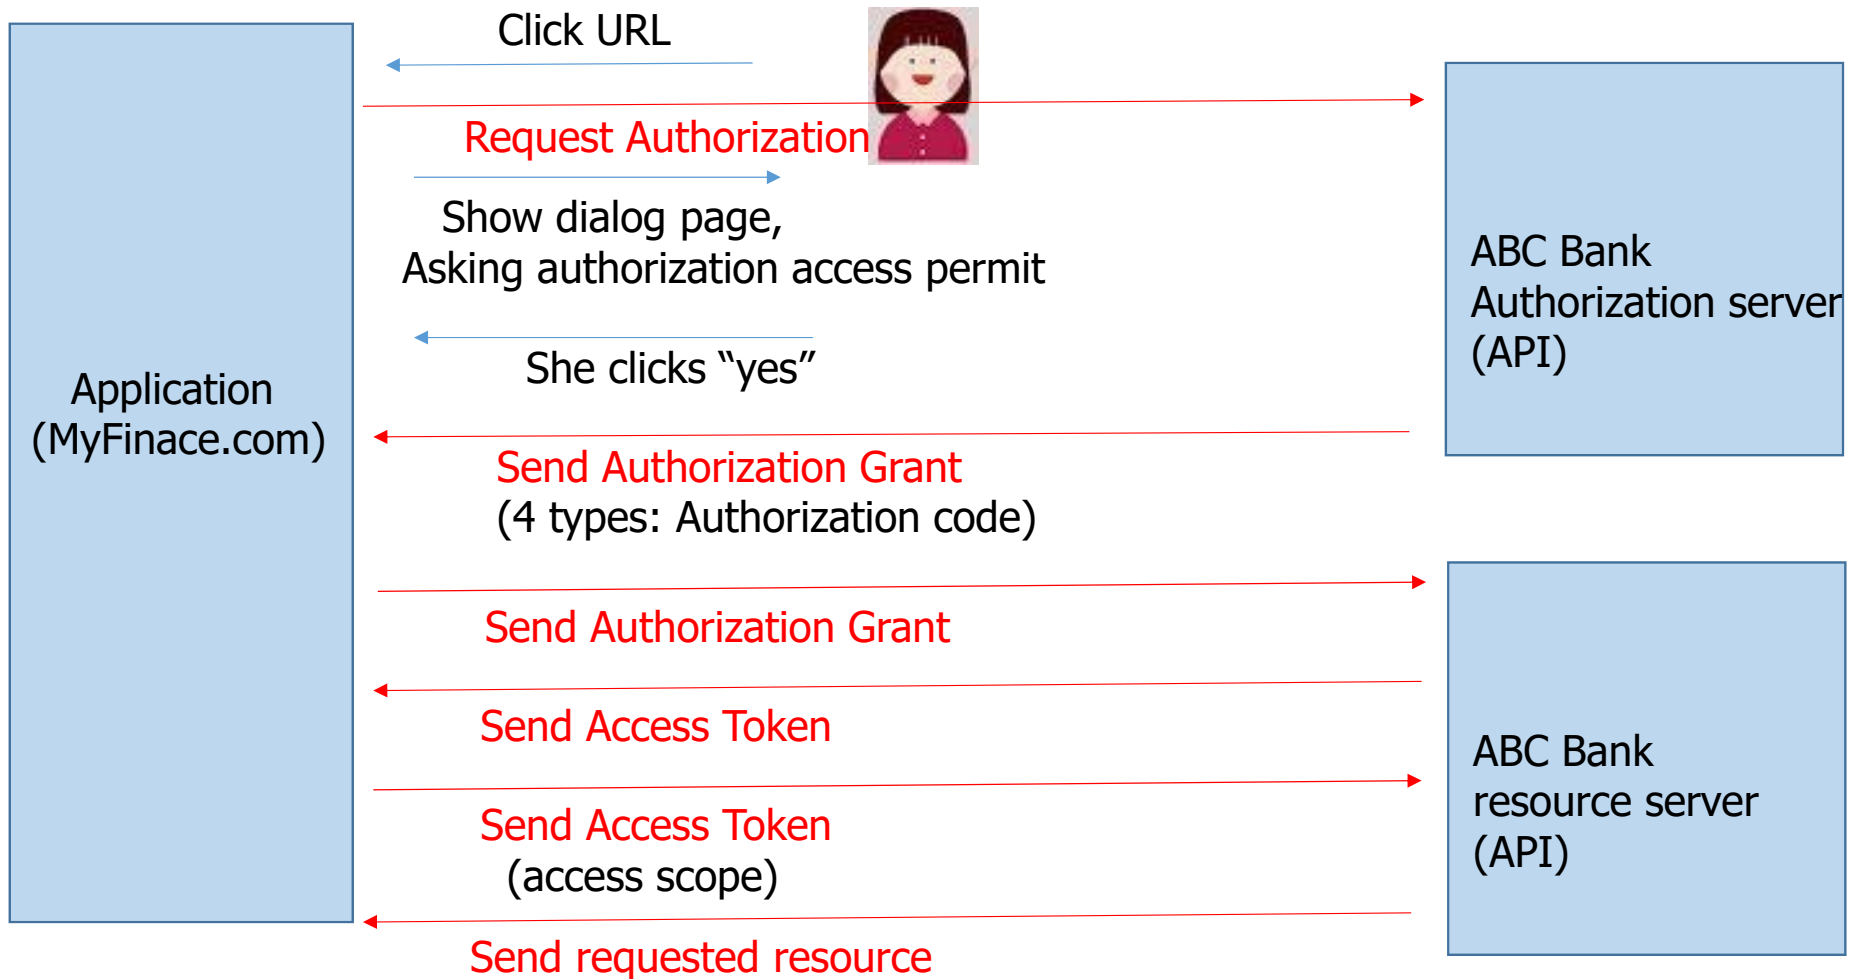 Click URL
Request Authorization
Show dialog page,
Asking authorization access permit
She clicks “yes”
Send Authorization Grant
(4 types: Authorization code)
Send Authorization Grant
Send Access Token
Send Access Token
(access scope)
Send requested resource
Application
(MyFinace.com)
ABC Bank
Authorization server
(API)
ABC Bank
resource server
(API)